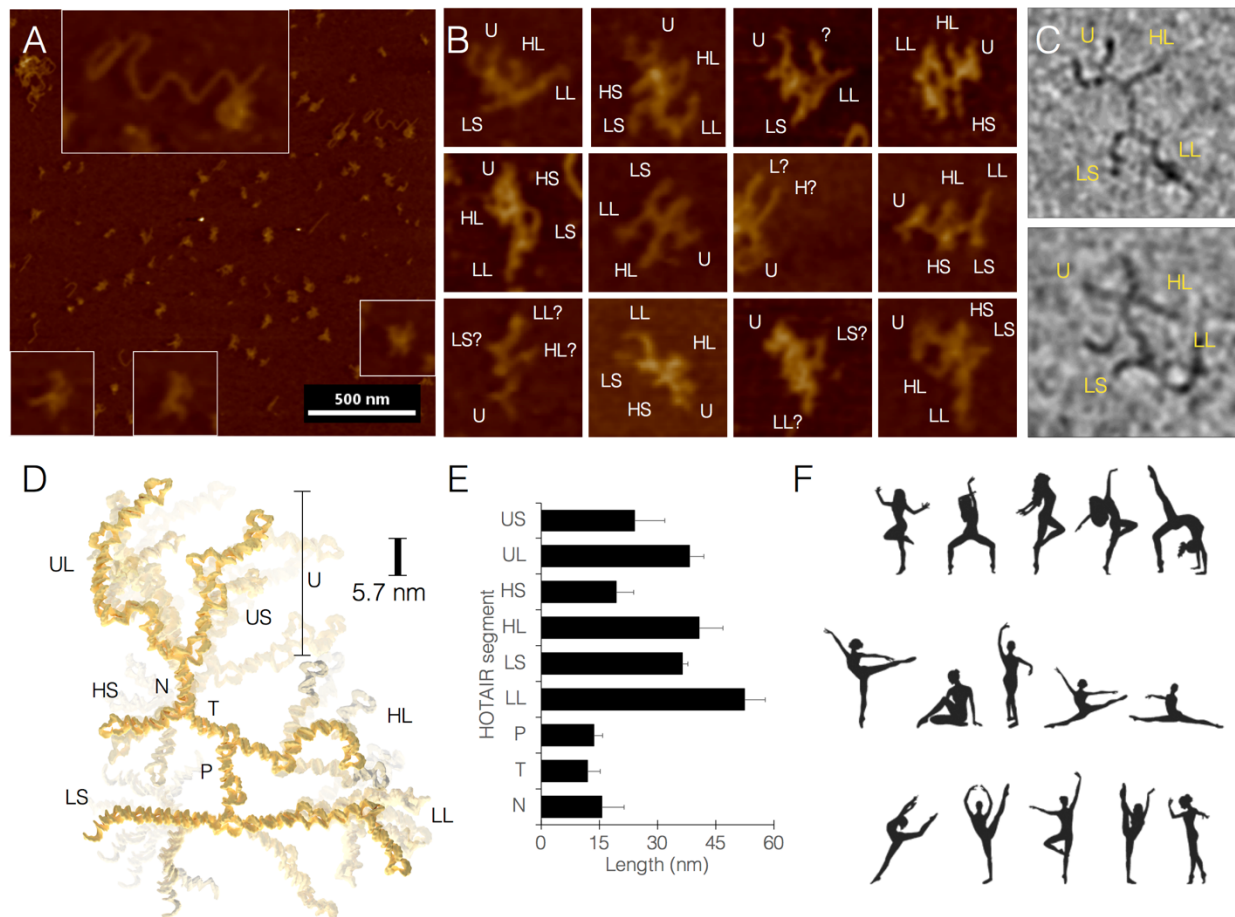 A
500 nm
B
U
HL
LL
LS
U
HL
HS
LS
LL
U
?
LL
LS
HL
LL
U
HS
U
HS
HL
LS
LL
LS
LL
HL
U
L?
H?
U
LL
HL
U
HS
LS
LL?
LS?
HL?
U
LL
HL
LS
HS
U
U
LS?
LL?
HS
U
LS
HL
LL
C
U
HL
LL
LS
U
HL
LL
LS
D
UL
U
5.7 nm
US
HS
N
T
HL
P
LS
LL
E
HOTAIR segment
US
UL
HS
HL
LS
LL
P
T
N
0 15 30 45 60
Length (nm)
F